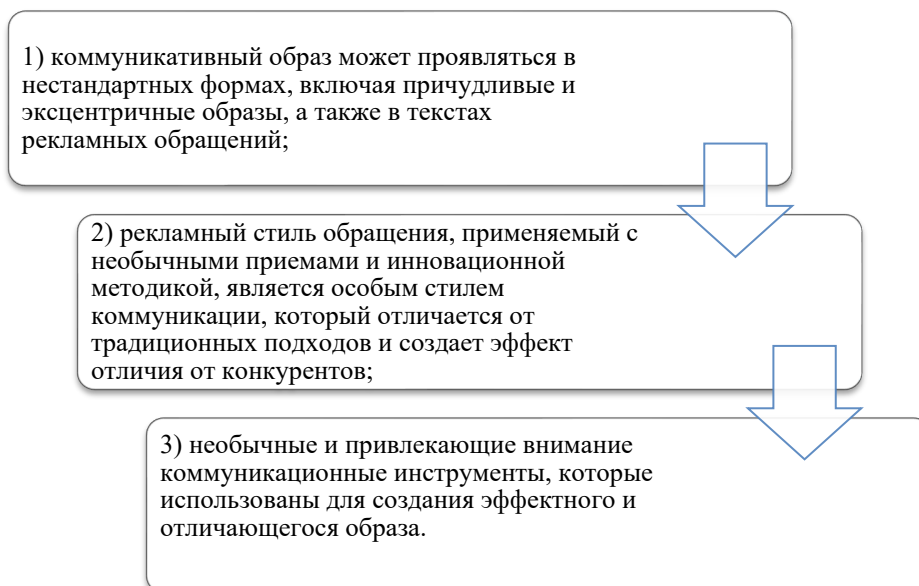 1) коммуникативный образ может проявляться в
нестандартных формах, включая причудливые и
эксцентричные образы, а также в текстах
рекламных обращений;
2) рекламный стиль обращения, применяемый с
необычными приемами и инновационной
методикой, является особым стилем
коммуникации, который отличается от
традиционных подходов и создает эффект
отличия от конкурентов;
3) необычные и привлекающие внимание
коммуникационные инструменты, которые
использованы для создания эффектного и
отличающегося образа.